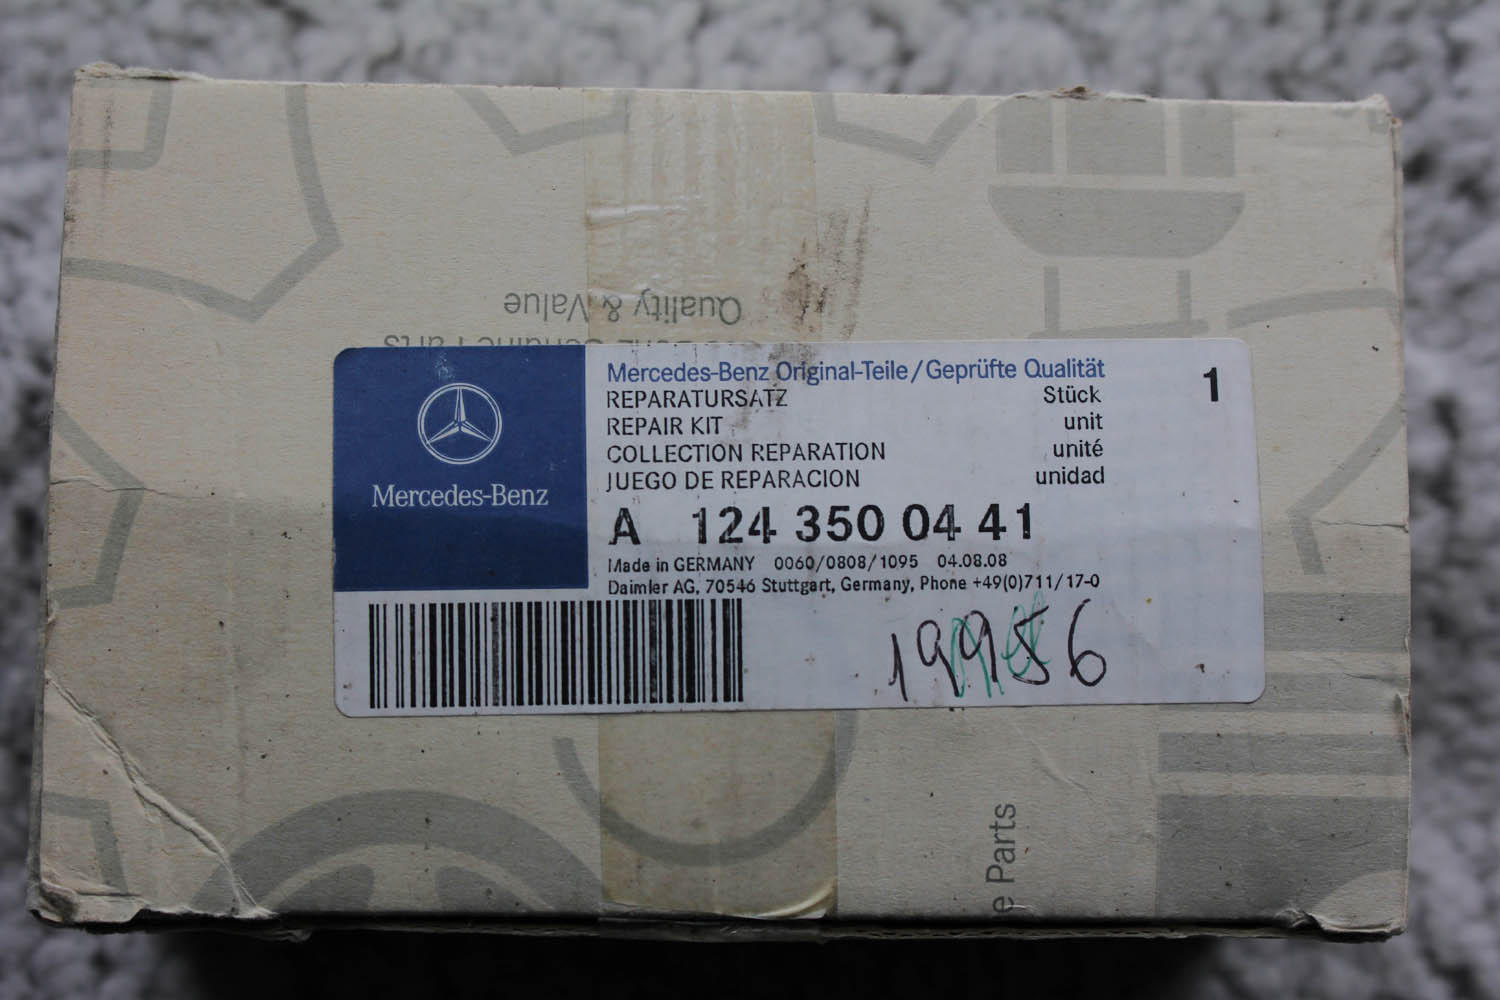 Quality & Value
Mercedes-Benz
Mercedes-Benz Original-Teile/Geprüfte Qualität
REPARATURSATZ Stück 1
REPAIR KIT unit
COLLECTION REPARATION unité
JUEGO DE REPARACION unidad
A 124 350 04 41
Made in GERMANY 0060/0808/1095 04.08.08
Daimler AG, 70546 Stuttgart, Germany, Phone +49(0)711/17-0
19956
e Parts